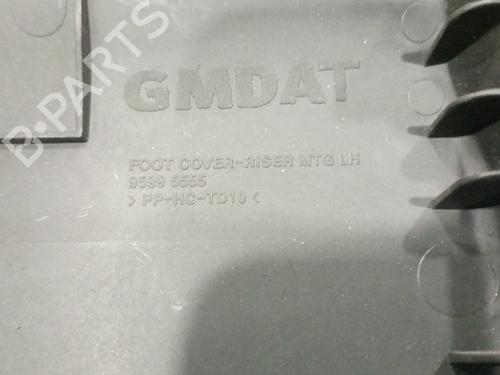 B-PARTS
GMDAT
FOOT COVER-RISER MTG LH
9599 5555
> PP-HC-TD10 <